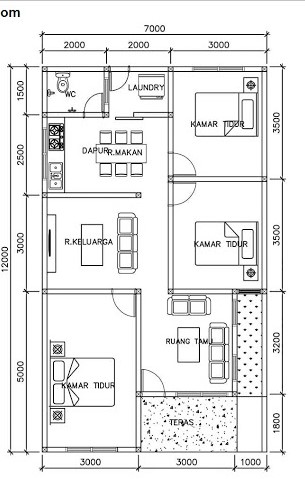 om
7000
2000 2000 3000
1500
WC
LAUNDRY
KAMAR TIDUR
3500
2500
DAPUR
R.MAKAN
12000
3000
R.KELUARGA
KAMAR TIDUR
3500
5000
RUANG TAMU
3200
KAMAR TIDUR
TERAS
1800
3000 3000 1000